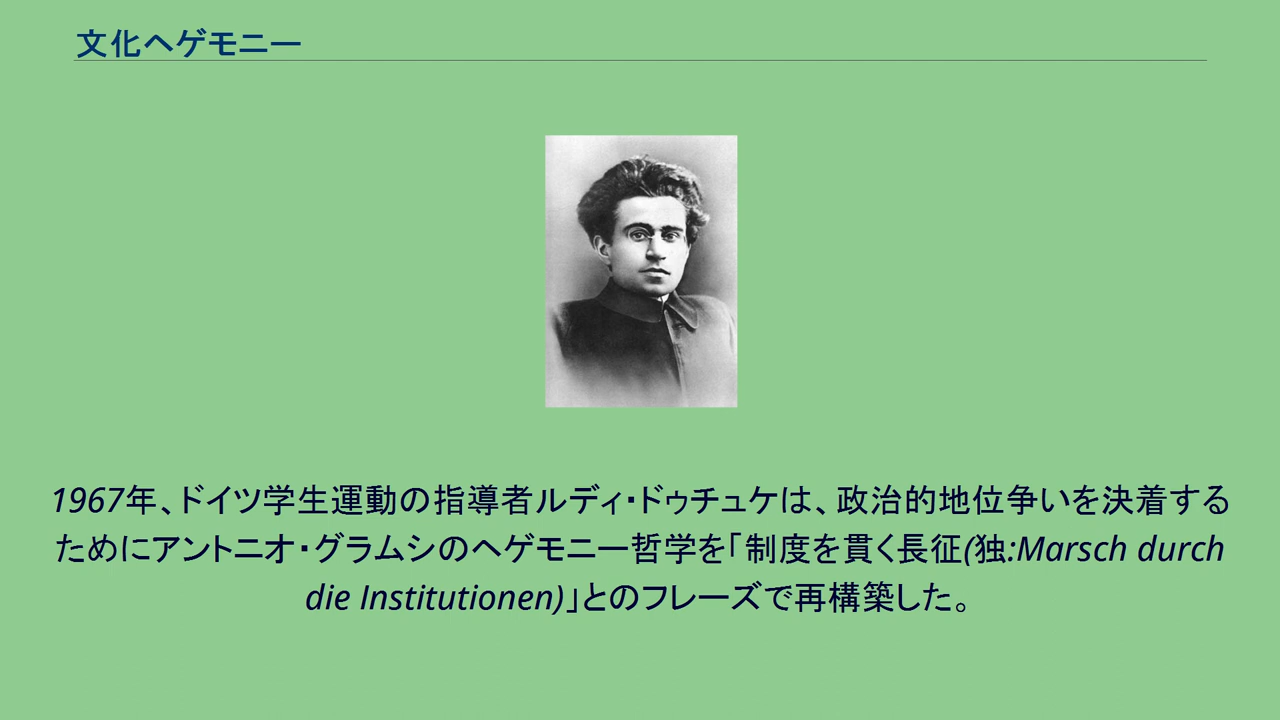 文化ヘゲモニー
1967年、ドイツ学生運動の指導者ルディ・ドゥチュケは、政治的地位争いを決着する
ためにアントニオ・グラムシのヘゲモニー哲学を「制度を貫く長征(独:Marsch durch
die Institutionen)」とのフレーズで再構築した。